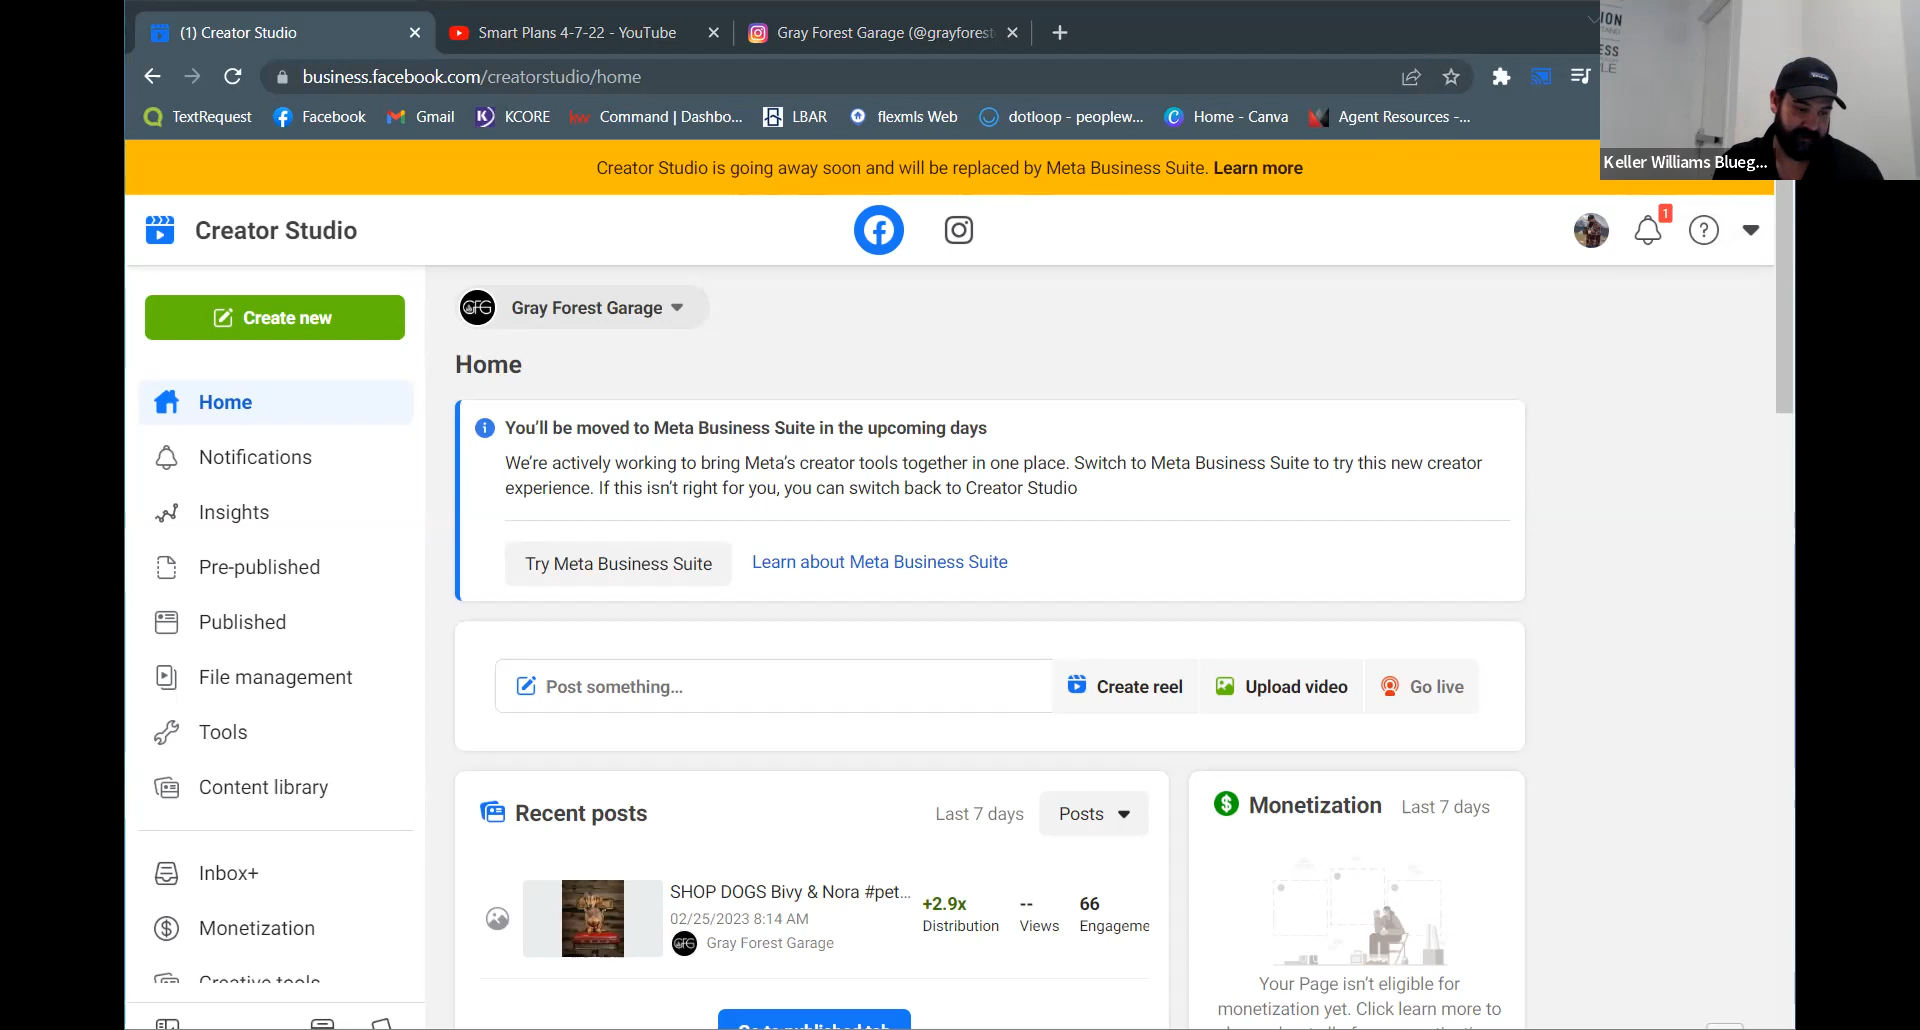 (1) Creator Studio
Smart Plans 4-7-22 - YouTube
Gray Forest Garage (@grayforest
business.facebook.com/creatorstudio/home
TextRequest
Facebook
Gmail
KCORE
Command | Dashbo...
LBAR
flexmls Web
dotloop - peoplew...
Home - Canva
Agent Resources -...
Keller Williams Blueg...
Creator Studio is going away soon and will be replaced by Meta Business Suite. Learn more
Creator Studio
1
Create new
Gray Forest Garage
Home
Home
Notifications
Insights
Pre-published
Published
File management
Tools
Content library
Inbox+
Monetization
Creative tools
You'll be moved to Meta Business Suite in the upcoming days
We're actively working to bring Meta's creator tools together in one place. Switch to Meta Business Suite to try this new creator
experience. If this isn't right for you, you can switch back to Creator Studio
Try Meta Business Suite
Learn about Meta Business Suite
Post something...
Create reel
Upload video
Go live
Recent posts
Last 7 days
Posts
SHOP DOGS Bivy & Nora #pet...
02/25/2023 8:14 AM
GFG Gray Forest Garage
+2.9x
Distribution
--
Views
66
Engageme
Go to published tab
Monetization
Last 7 days
Your Page isn't eligible for
monetization yet. Click learn more to